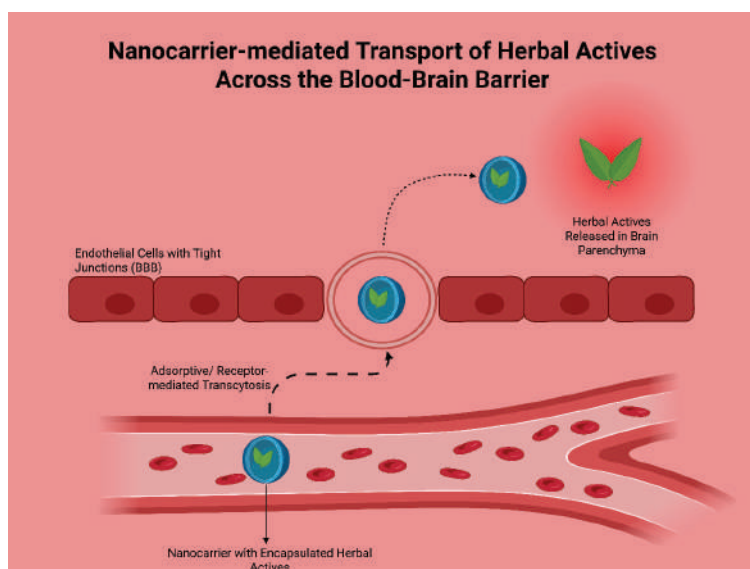 Nanocarrier-mediated Transport of Herbal Actives
Across the Blood-Brain Barrier
Herbal Actives
Released in Brain
Parenchyma
Endothelial Cells with Tight
Junctions (BBB)
Adsorptive/ Receptor-
mediated Transcytosis
Nanocarrier with Encapsulated Herbal
Actives